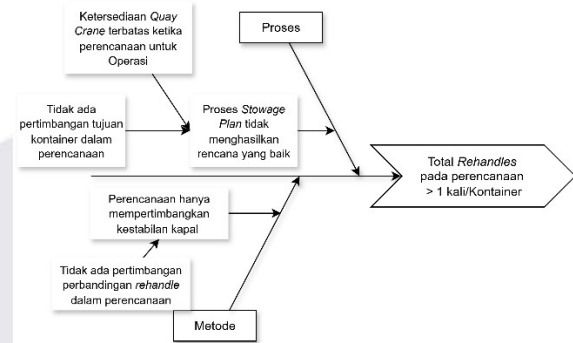 Ketersediaan Quay
Crane terbatas ketika
perencanaan untuk
Operasi
Proses
Tidak ada
pertimbangan tujuan
kontainer dalam
perencanaan
Proses Stowage
Plan tidak
menghasilkan
rencana yang baik
Total Rehandles
pada perencanaan
> 1 kali/Kontainer
Perencanaan hanya
mempertimbangkan
kestabilan kapal
Tidak ada pertimbangan
perbandingan rehandle
dalam perencanaan
Metode